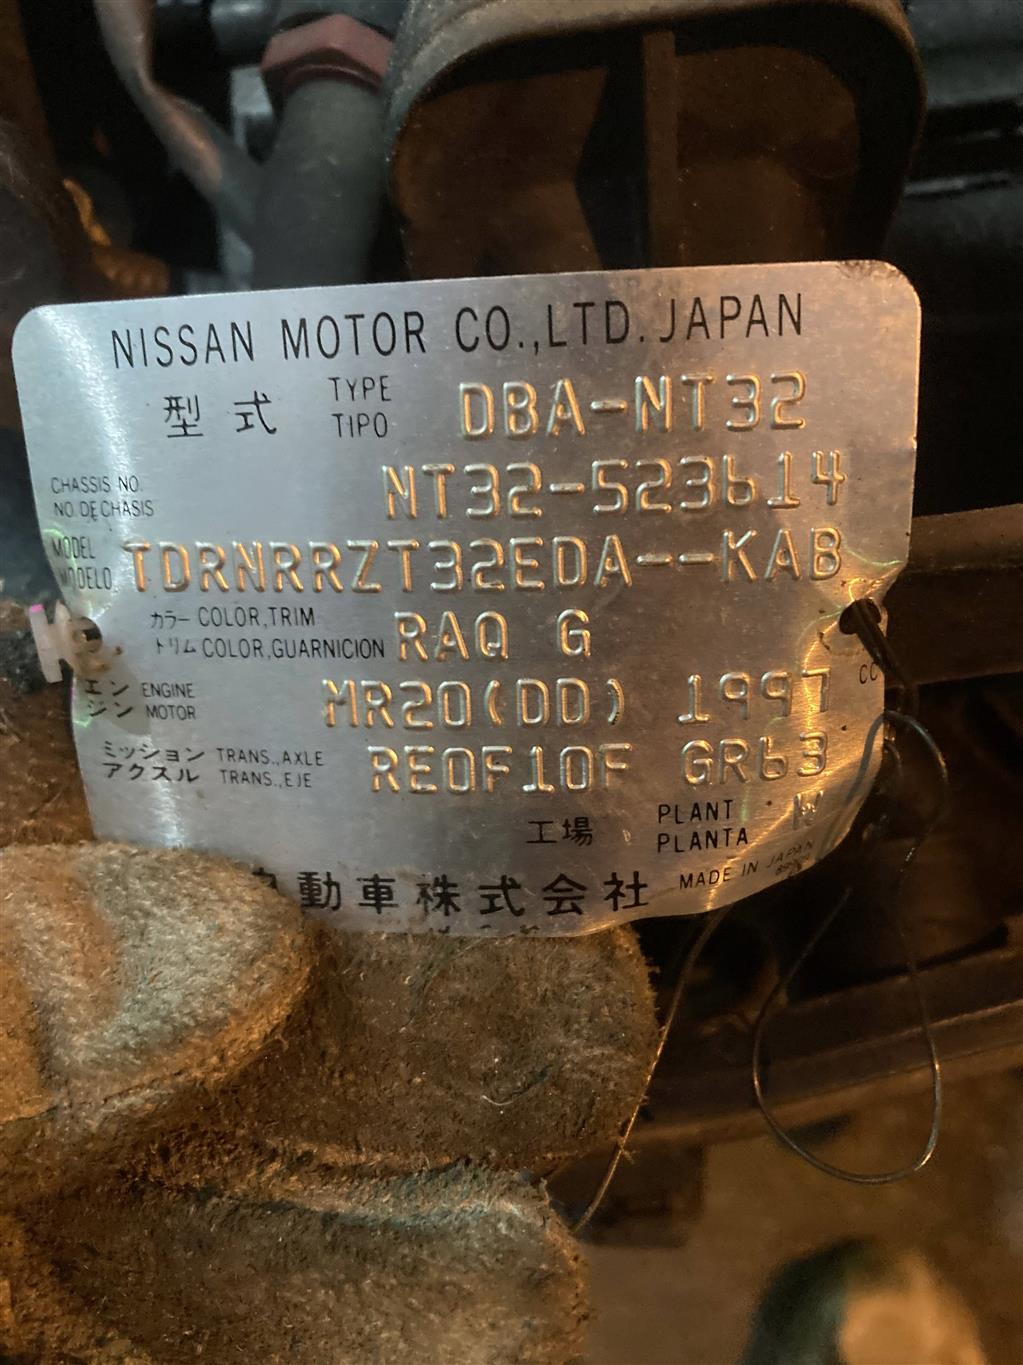 NISSAN MOTOR CO.,LTD. JAPAN
型式 TYPE TIPO DBA-NT32
CHASSIS NO. NO. DE CHASIS NT32-523614
MODEL MODELO TDRNRRZT32EDA--KAB
カラー COLOR,TRIM
トリム COLOR,GUARNICION RAQ G
エンジン ENGINE MOTOR MR20(DD) 1997 CC
ミッション TRANS.,AXLE
アクスル TRANS.,EJE RE0F10F GR63
工場 PLANT PLANTA W
動車株式会社 MADE IN JAPAN